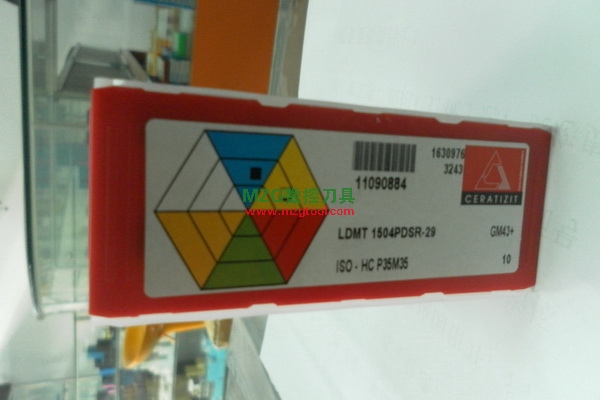 1630976
3243
11090884
CERATIZIT
MZG数控刀具
www.mzgtool.com
LDMT 1504PDSR-29
GM43+
ISO - HC P35M35
10